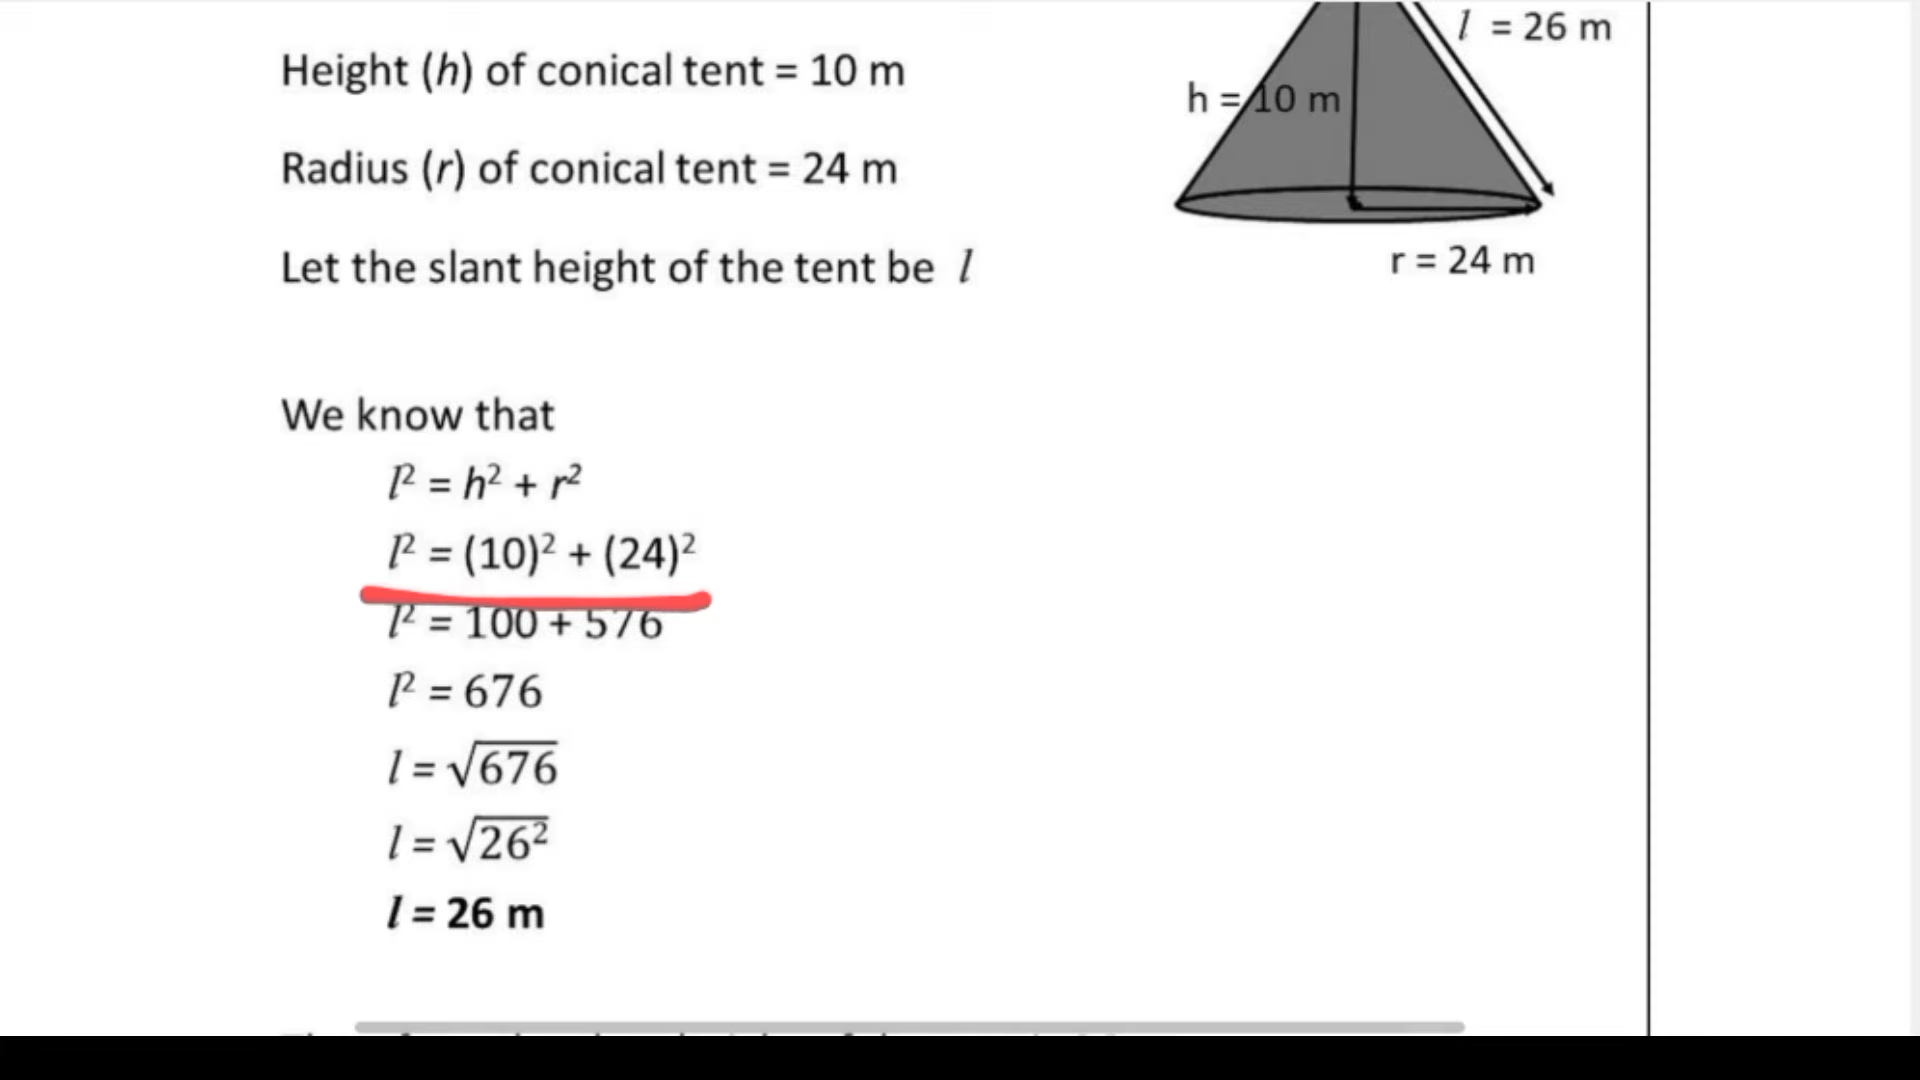 l = 26 m
Height (h) of conical tent = 10 m
h = 10 m
Radius (r) of conical tent = 24 m
r = 24 m
Let the slant height of the tent be l
We know that
l² = h² + r²
l² = (10)² + (24)²
l² = 100 + 576
l² = 676
l = √676
l = √26²
l = 26 m